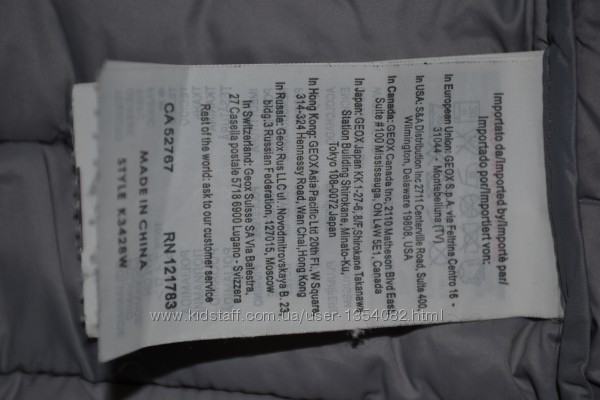 Importato da/Imported by/Importé par/
Importado por/Importiert von:
In European Union: GEOX S.p.A. via Feltrina Centro 16 -
31044 - Montebelluna (TV)
In USA: S&A Distribution Inc 2711 Centerville Road, Suite 400,
Wilmington, Delaware 19808. USA
In Canada: GEOX Canada Inc, 2110 Matheson Blvd East
Suite #100 Mississauga, ON L4W 5E1, Canada
In Japan: GEOX Japan KK 1-27-6, 8/F, Shirokane Takanawa
Station Building Shirokane, Minato-Ku,
Tokyo 108-0072 Japan
In Hong Kong: GEOX Asia Pacific Ltd 20th Fl., W Square
314-324 Hennessy Road, Wan Chai, Hong Kong
In Russia: Geox Rus LLC ul. Novodmitrovskaya B. 23,
bldg.3 Russian Federation, 127015, Moscow
In Switzerland: Geox Suisse SA Via Balestra
27 Casella postale 5718 6900 Lugano - Svizzera
Rest of the world: ask to our customer service
CA 52767 RN 121783
MADE IN CHINA
STYLE K3428W
www.kidstaff.com.ua/user-1354082.html